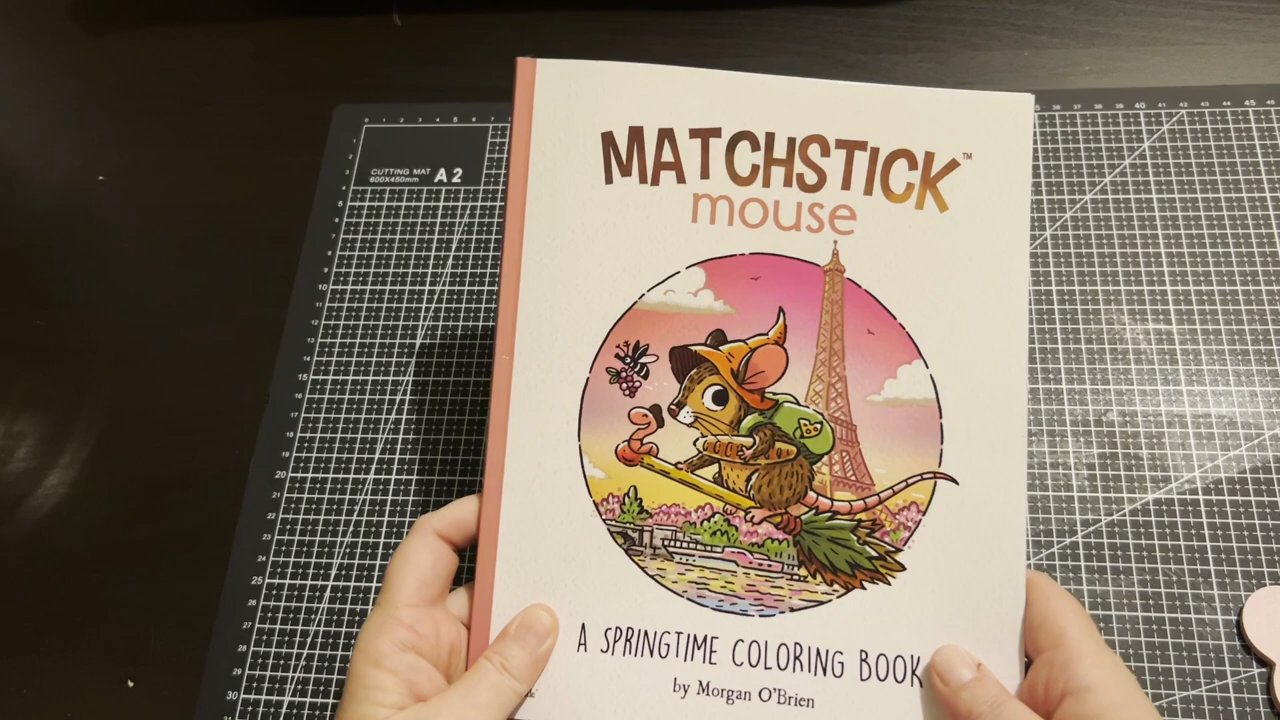 MATCHSTICK™
mouse
A SPRINGTIME COLORING BOOK
by Morgan O'Brien
CUTTING MAT
600X450mm A2